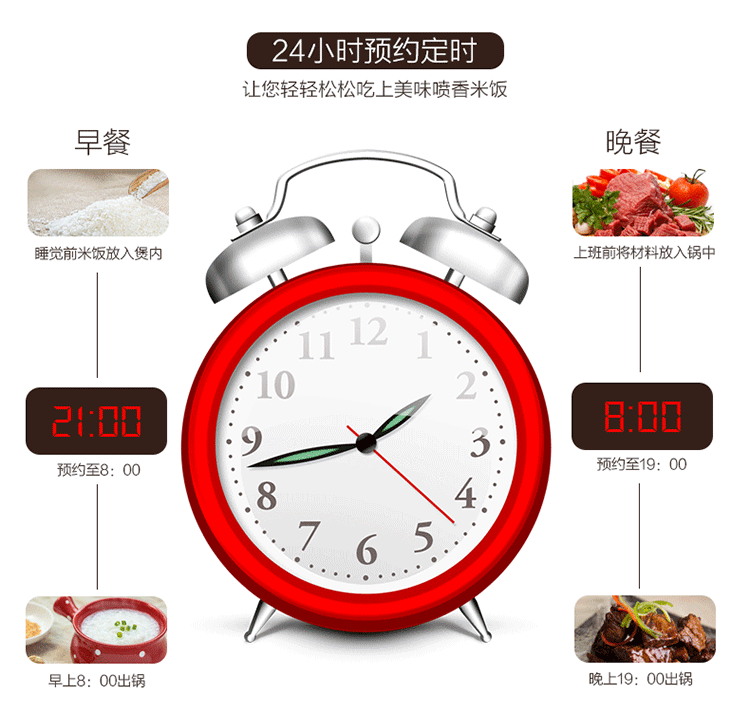 24小时预约定时
让您轻轻松松吃上美味喷香米饭
早餐
睡觉前米饭放入煲内
21:00
预约至8：00
早上8：00出锅
晚餐
上班前将材料放入锅中
8:00
预约至19：00
晚上19：00出锅
12
1
2
3
4
5
6
7
8
9
10
11